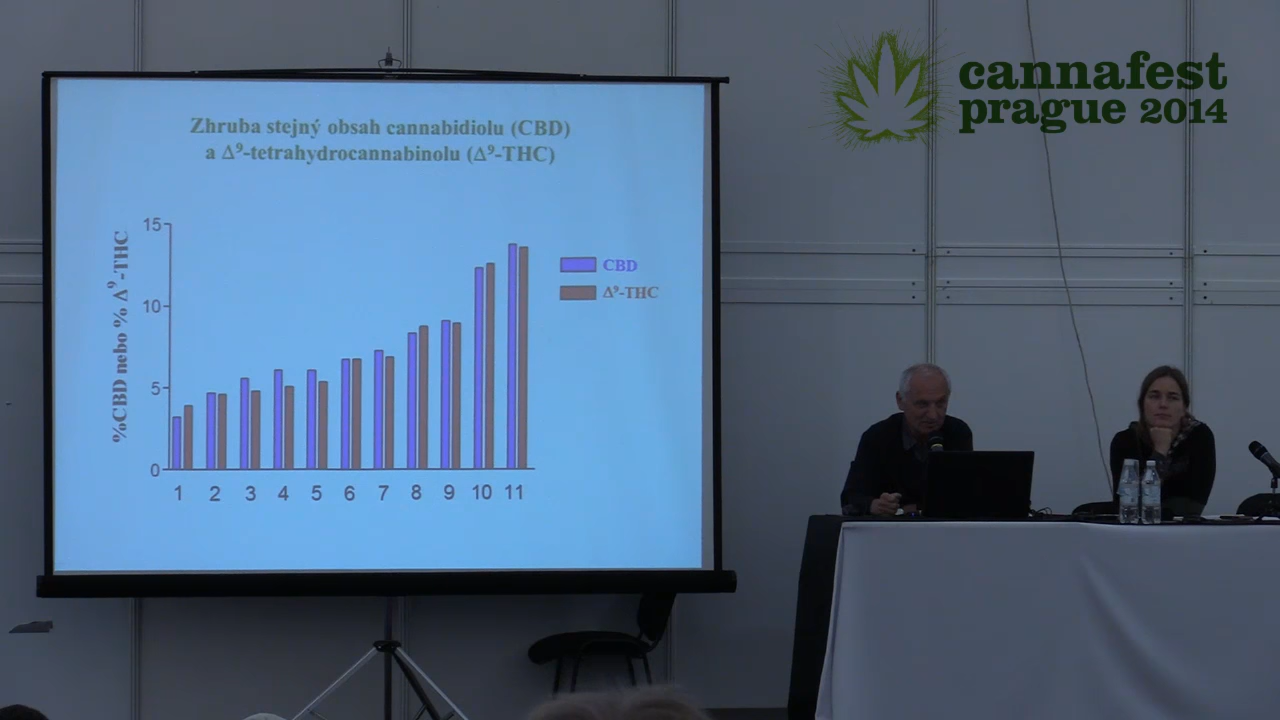 cannafest
prague 2014
Zhruba stejný obsah cannabidiolu (CBD)
a Δ⁹-tetrahydrocannabinolu (Δ⁹-THC)
%CBD nebo % Δ⁹-THC
15
10
5
0
1 2 3 4 5 6 7 8 9 10 11
CBD
Δ⁹-THC